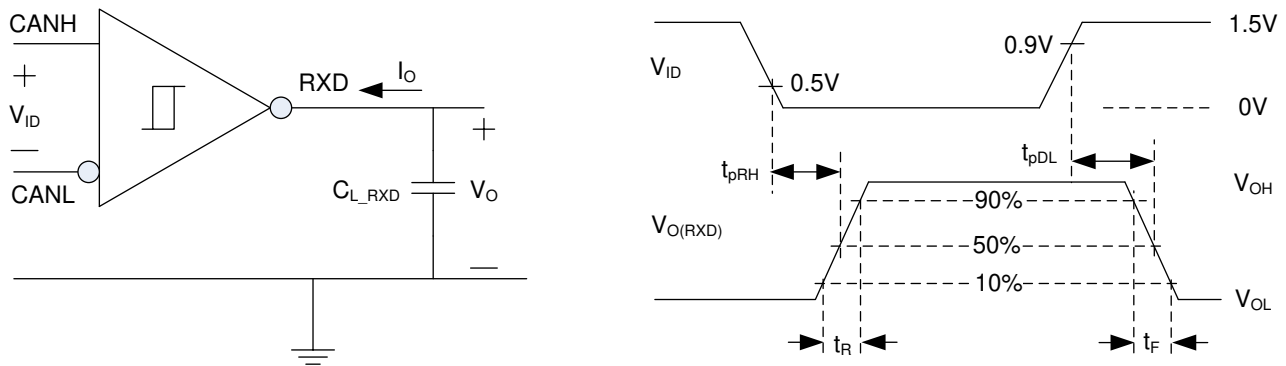 CANH
+
V_ID
—
CANL
RXD
I_O
+
C_L_RXD
V_O
—
V_ID
0.5V
0.9V
1.5V
0V
t_pRH
t_pDL
V_O(RXD)
V_OH
90%
50%
10%
V_OL
t_R
t_F